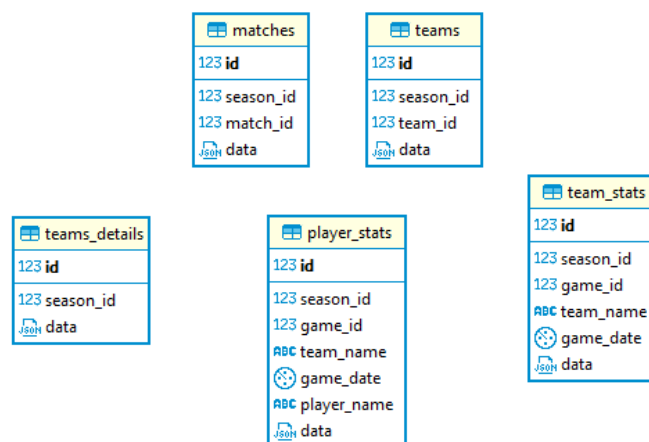 matches
123 id
123 season_id
123 match_id
JSON data
teams
123 id
123 season_id
123 team_id
JSON data
teams_details
123 id
123 season_id
JSON data
player_stats
123 id
123 season_id
123 game_id
ABC team_name
game_date
ABC player_name
JSON data
team_stats
123 id
123 season_id
123 game_id
ABC team_name
game_date
JSON data